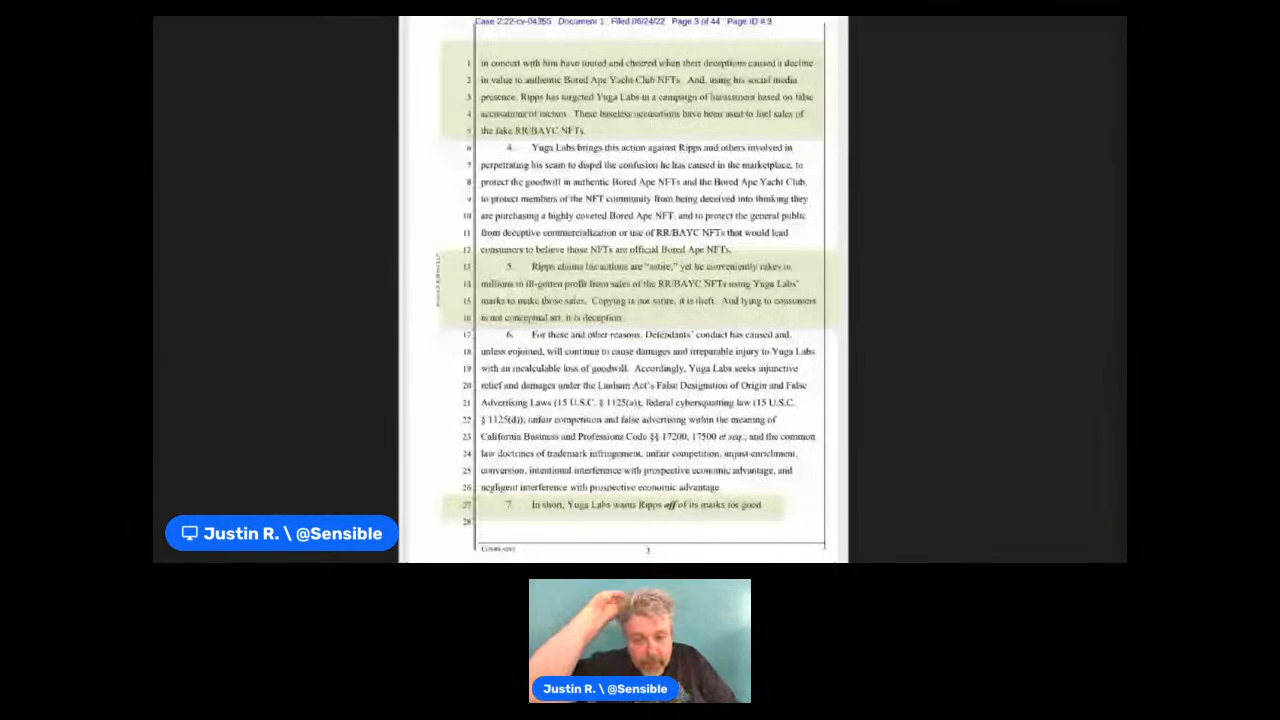 Case 2:22-cv-04355 Document 1 Filed 06/24/22 Page 3 of 44 Page ID #:3
1 in concert with him have touted and cheered when their deceptions caused a decline
2 in value to authentic Bored Ape Yacht Club NFTs. And, using his social media
3 presence, Ripps has targeted Yuga Labs in a campaign of harassment based on false
4 accusations of racism. These baseless accusations have been used to fuel sales of
5 the fake RR/BAYC NFTs.
6 4. Yuga Labs brings this action against Ripps and others involved in
7 perpetrating his scam to dispel the confusion he has caused in the marketplace, to
8 protect the goodwill in authentic Bored Ape NFTs and the Bored Ape Yacht Club,
9 to protect members of the NFT community from being deceived into thinking they
10 are purchasing a highly coveted Bored Ape NFT, and to protect the general public
11 from deceptive commercialization or use of RR/BAYC NFTs that would lead
12 consumers to believe those NFTs are official Bored Ape NFTs.
13 5. Ripps claims his actions are “satire,” yet he conveniently rakes in
14 millions in ill-gotten profit from sales of the RR/BAYC NFTs using Yuga Labs’
15 marks to make those sales. Copying is not satire, it is theft. And lying to consumers
16 is not conceptual art, it is deception.
17 6. For these and other reasons, Defendants’ conduct has caused and,
18 unless enjoined, will continue to cause damages and irreparable injury to Yuga Labs
19 with an incalculable loss of goodwill. Accordingly, Yuga Labs seeks injunctive
20 relief and damages under the Lanham Act’s False Designation of Origin and False
21 Advertising Laws (15 U.S.C. § 1125(a)); federal cybersquatting law (15 U.S.C.
22 § 1125(d)); unfair competition and false advertising within the meaning of
23 California Business and Professions Code §§ 17200, 17500 et seq.; and the common
24 law doctrines of trademark infringement, unfair competition, unjust enrichment,
25 conversion, intentional interference with prospective economic advantage, and
26 negligent interference with prospective economic advantage.
27 7. In short, Yuga Labs wants Ripps off of its marks for good
28
COMPLAINT 3
Justin R. \ @Sensible
Justin R. \ @Sensible